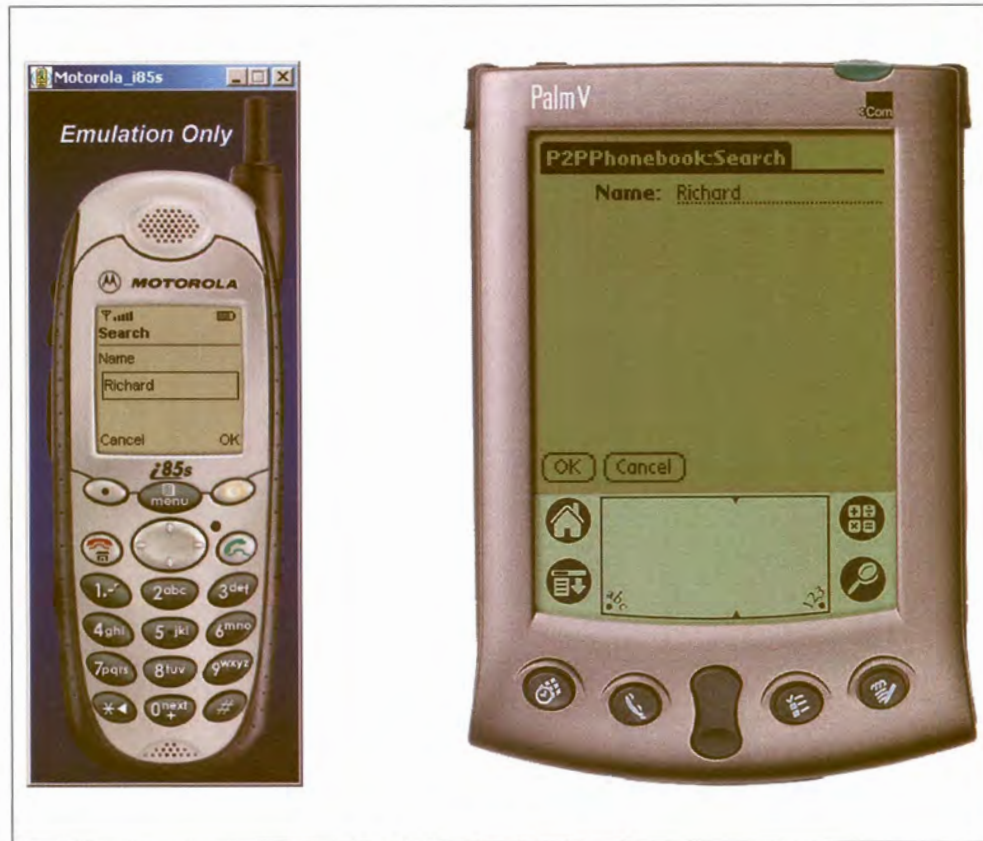 Motorola_i85s
Emulation Only
MOTOROLA
Search
Name
Richard
Cancel OK
i85s
menu
1.-
2abc 3def
4ghi 5 jkl 6mno
7pqrs 8tuv 9wxyz
* 0next + #
PalmV
3Com
P2PPhonebook:Search
Name: Richard
OK Cancel
abc 123